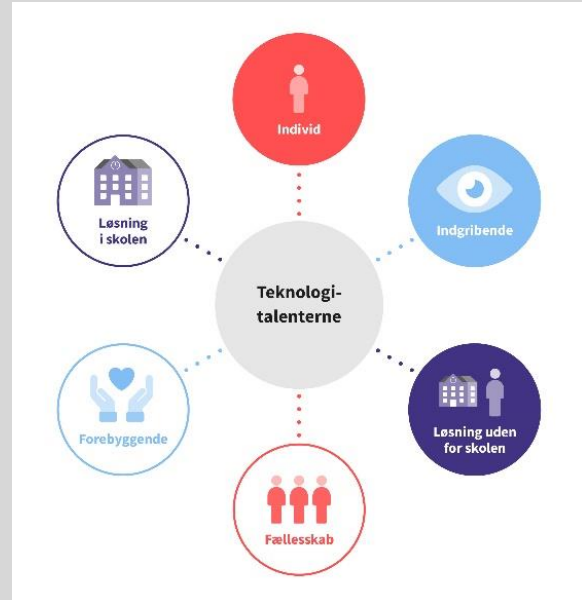 Individ
Løsning
i skolen
Indgribende
Teknologi-
talenterne
Forebyggende
Løsning uden
for skolen
Fællesskab